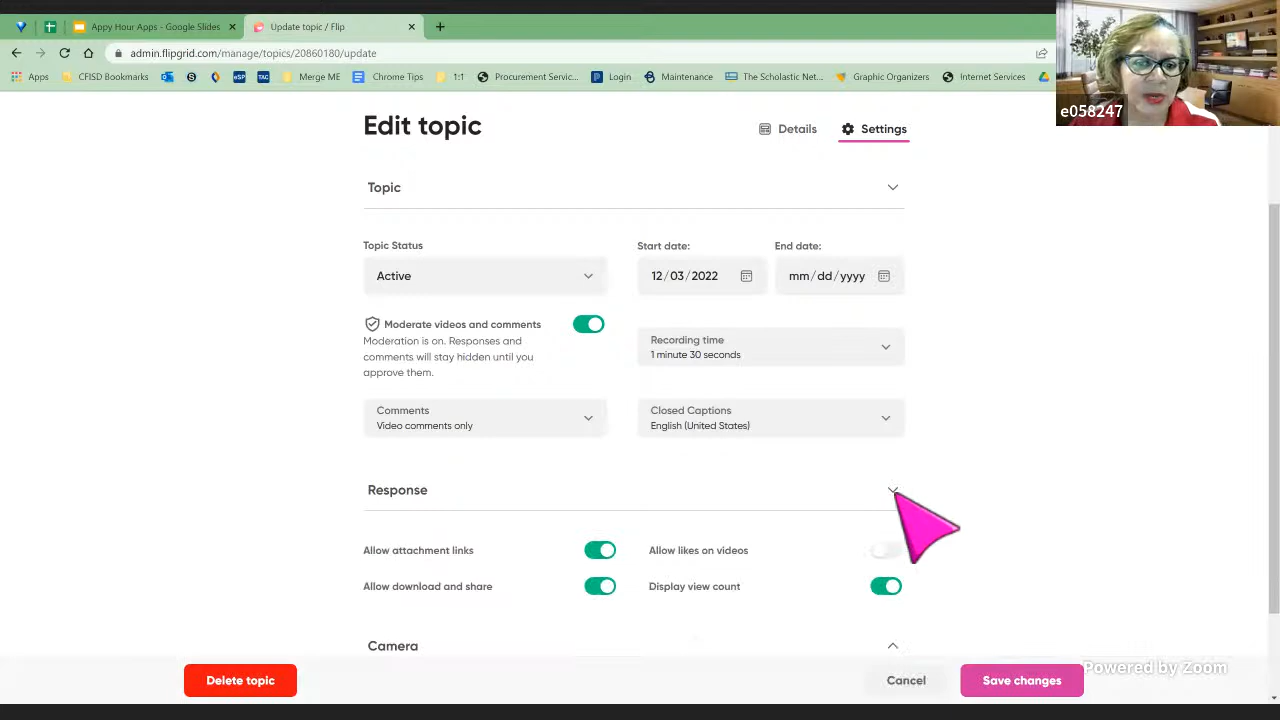 Appy Hour Apps - Google Slides
Update topic / Flip
admin.flipgrid.com/manage/topics/20860180/update
Apps
CFISD Bookmarks
eSP
TAC
Merge ME
Chrome Tips
1:1
Procurement Servic...
Login
Maintenance
The Scholastic Net...
Graphic Organizers
Internet Services
e058247
Edit topic
Details
Settings
Topic
Topic Status
Start date:
End date:
Active
12/03/2022
mm/dd/yyyy
Moderate videos and comments
Moderation is on. Responses and
comments will stay hidden until you
approve them.
Recording time
1 minute 30 seconds
Comments
Video comments only
Closed Captions
English (United States)
Response
Allow attachment links
Allow likes on videos
Allow download and share
Display view count
Camera
Delete topic
Cancel
Save changes
Powered by Zoom